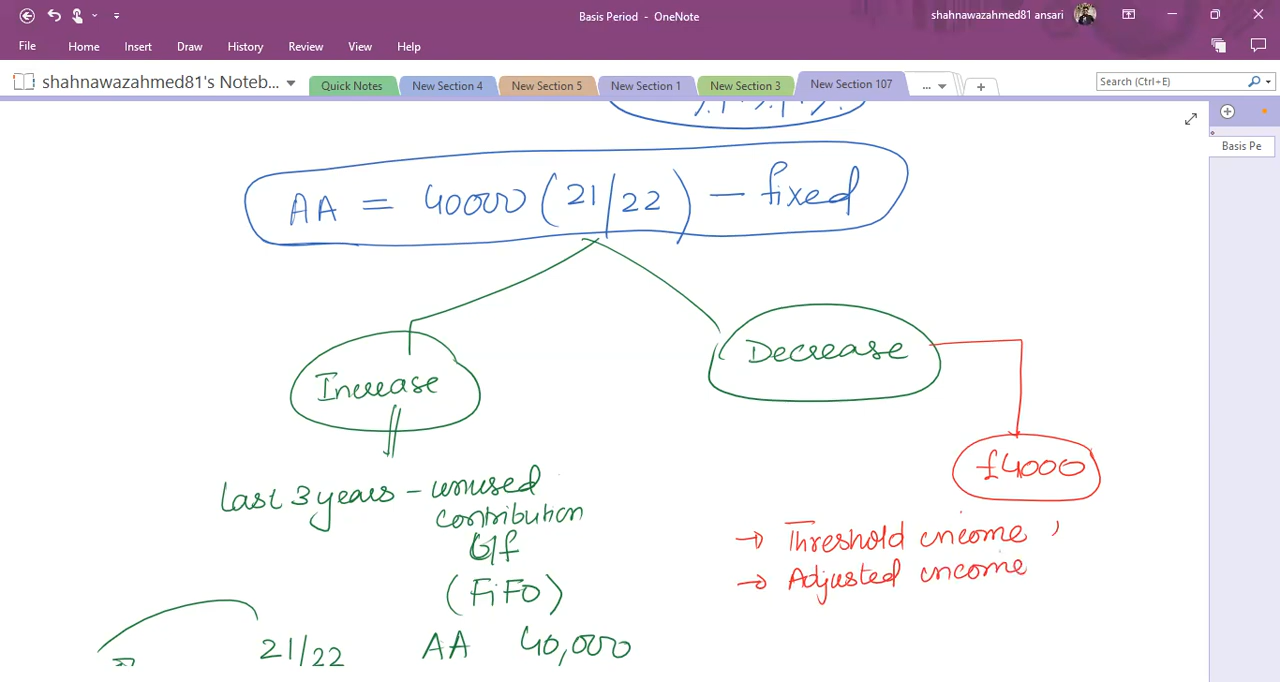 Basis Period - OneNote
shahnawazahmed81 ansari
File Home Insert Draw History Review View Help
shahnawazahmed81's Noteb...
Quick Notes
New Section 4
New Section 5
New Section 1
New Section 3
New Section 107
...
Search (Ctrl+E)
Basis Pe
AA = 40000 (21/22) - fixed
Increase
Decrease
£4000
last 3 years - unused
contribution
b/f
(FiFO)
→ Threshold income
→ Adjusted income
21/22 AA 40,000